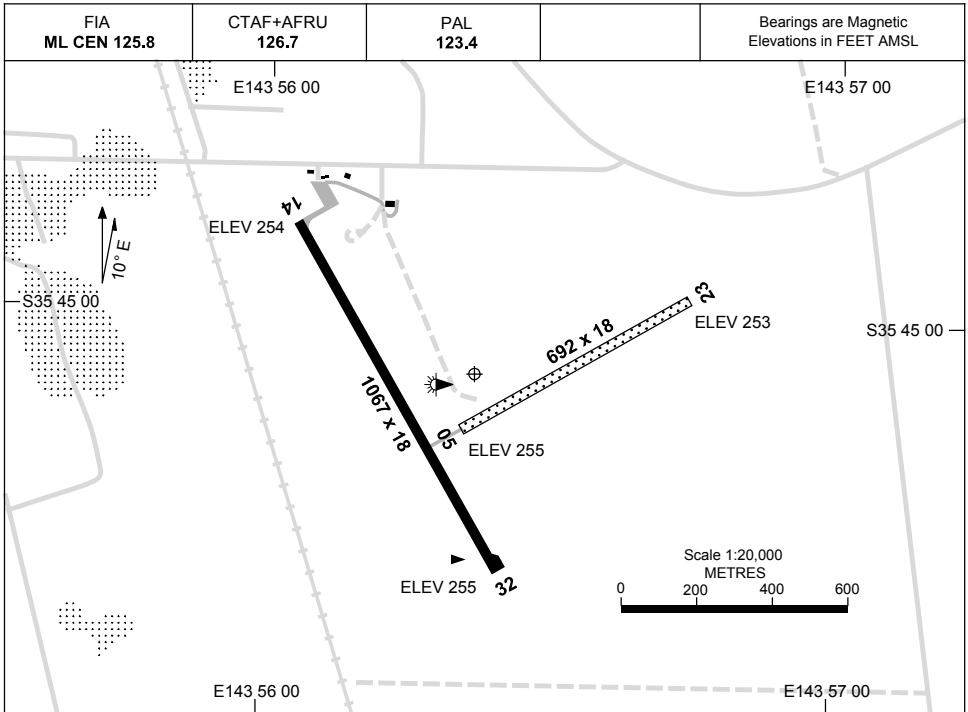 FIA
ML CEN 125.8
CTAF+AFRU
126.7
PAL
123.4
Bearings are Magnetic
Elevations in FEET AMSL
E143 56 00
E143 57 00
14
ELEV 254
10° E
S35 45 00
23
ELEV 253
S35 45 00
692 x 18
1067 x 18
05
ELEV 255
Scale 1:20,000
METRES
0 200 400 600
ELEV 255
32
E143 56 00
E143 57 00